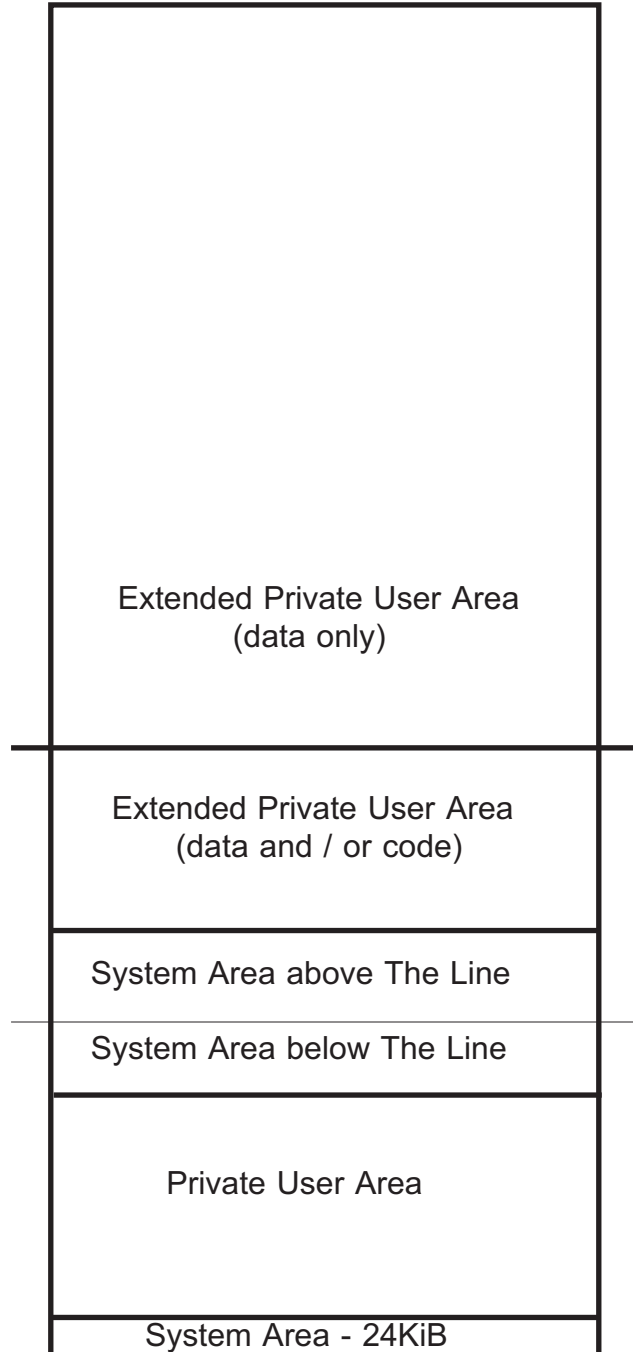 Extended Private User Area
(data only)
Extended Private User Area
(data and / or code)
System Area above The Line
System Area below The Line
Private User Area
System Area - 24KiB